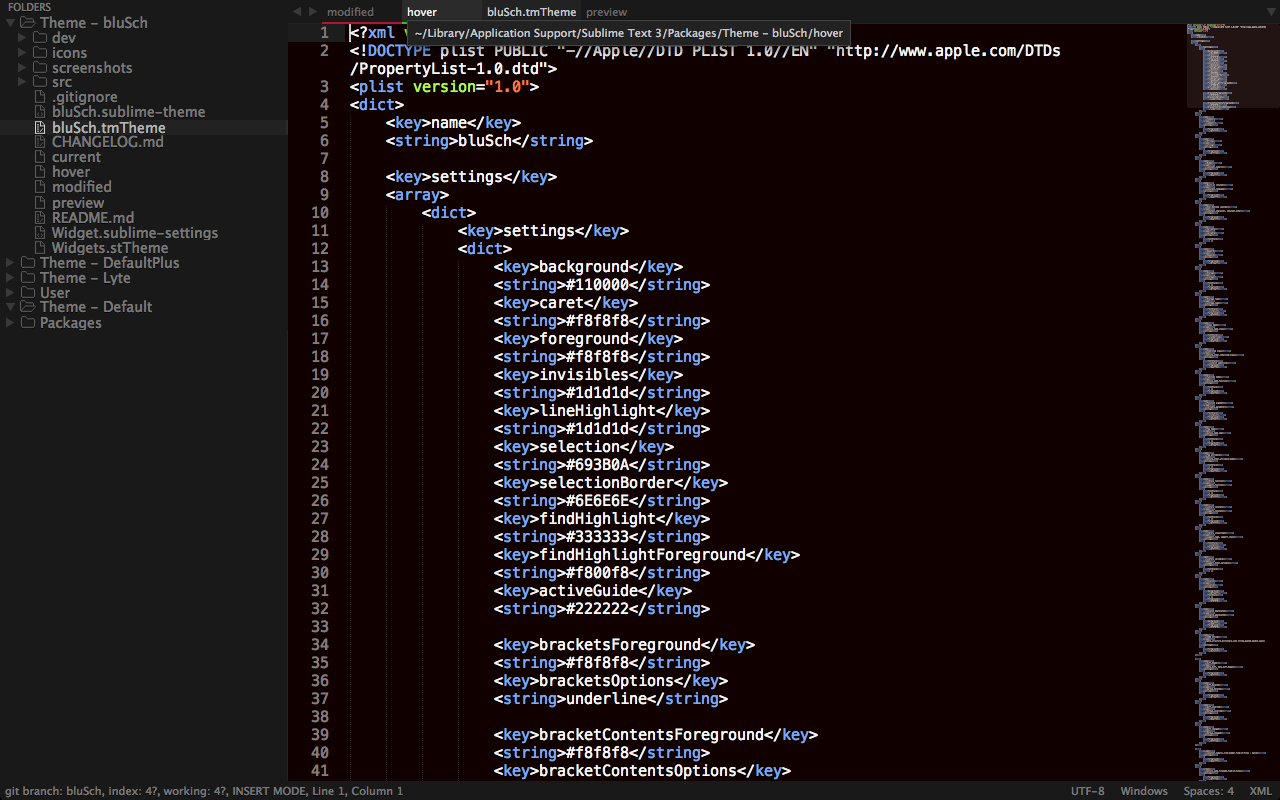 FOLDERS
Theme - bluSch
dev
icons
screenshots
src
.gitignore
bluSch.sublime-theme
bluSch.tmTheme
CHANGELOG.md
current
hover
modified
preview
README.md
Widget.sublime-settings
Widgets.stTheme
Theme - DefaultPlus
Theme - Lyte
User
Theme - Default
Packages
modified
hover
bluSch.tmTheme
preview
~/Library/Application Support/Sublime Text 3/Packages/Theme - bluSch/hover
1 <?xml
2 <!DOCTYPE plist PUBLIC "-//Apple//DTD PLIST 1.0//EN" "http://www.apple.com/DTDs
/PropertyList-1.0.dtd">
3 <plist version="1.0">
4 <dict>
5 <key>name</key>
6 <string>bluSch</string>
7
8 <key>settings</key>
9 <array>
10 <dict>
11 <key>settings</key>
12 <dict>
13 <key>background</key>
14 <string>#110000</string>
15 <key>caret</key>
16 <string>#f8f8f8</string>
17 <key>foreground</key>
18 <string>#f8f8f8</string>
19 <key>invisibles</key>
20 <string>#1d1d1d</string>
21 <key>lineHighlight</key>
22 <string>#1d1d1d</string>
23 <key>selection</key>
24 <string>#693B0A</string>
25 <key>selectionBorder</key>
26 <string>#6E6E6E</string>
27 <key>findHighlight</key>
28 <string>#333333</string>
29 <key>findHighlightForeground</key>
30 <string>#f800f8</string>
31 <key>activeGuide</key>
32 <string>#222222</string>
33
34 <key>bracketsForeground</key>
35 <string>#f8f8f8</string>
36 <key>bracketsOptions</key>
37 <string>underline</string>
38
39 <key>bracketContentsForeground</key>
40 <string>#f8f8f8</string>
41 <key>bracketContentsOptions</key>
git branch: bluSch, index: 4?, working: 4?, INSERT MODE, Line 1, Column 1
UTF-8
Windows
Spaces: 4
XML